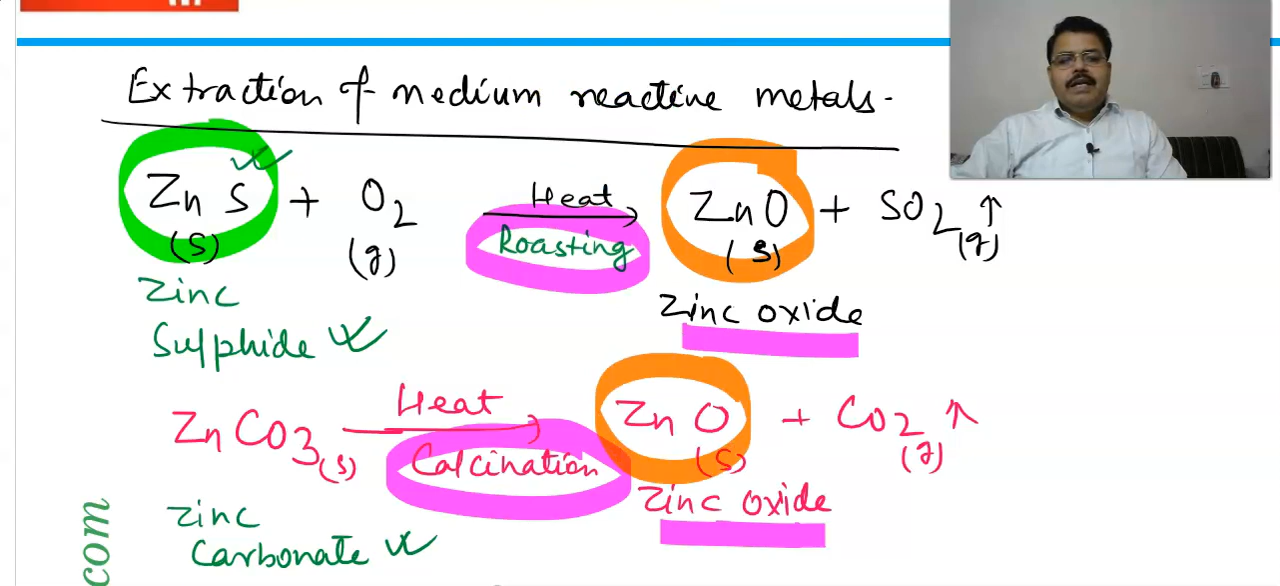 Extraction of medium reactive metals.
ZnS + O2 Heat ZnO + SO2 ↑
(s) (g) Roasting (s) (g)
Zinc Sulphide Zinc oxide
ZnCO3(s) Heat ZnO + CO2 ↑
Calcination (s) (g)
Zinc oxide
Zinc
Carbonate
com